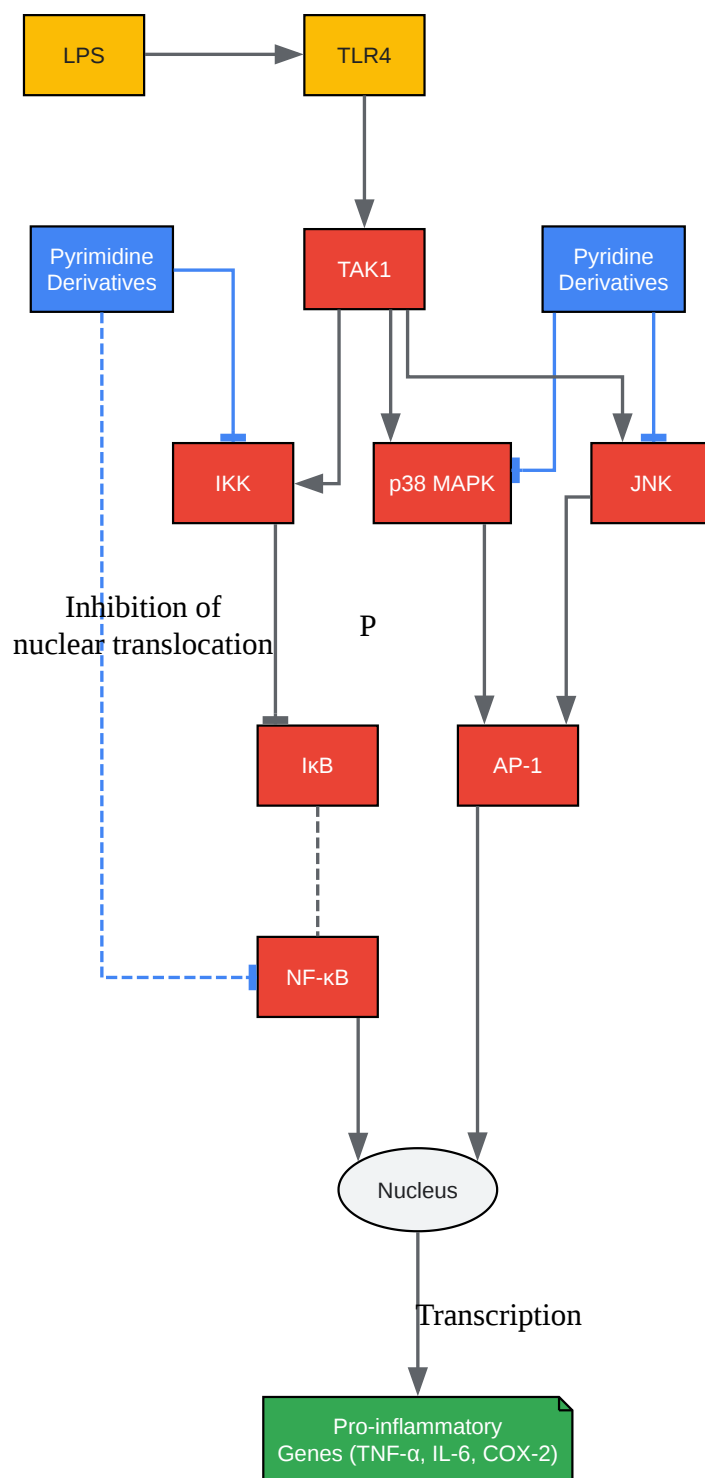 LPS
TLR4
Pyrimidine
Derivatives
TAK1
Pyridine
Derivatives
IKK
p38 MAPK
JNK
Inhibition of
nuclear translocation
P
IκB
AP-1
NF-κB
Nucleus
Transcription
Pro-inflammatory
Genes (TNF-α, IL-6, COX-2)